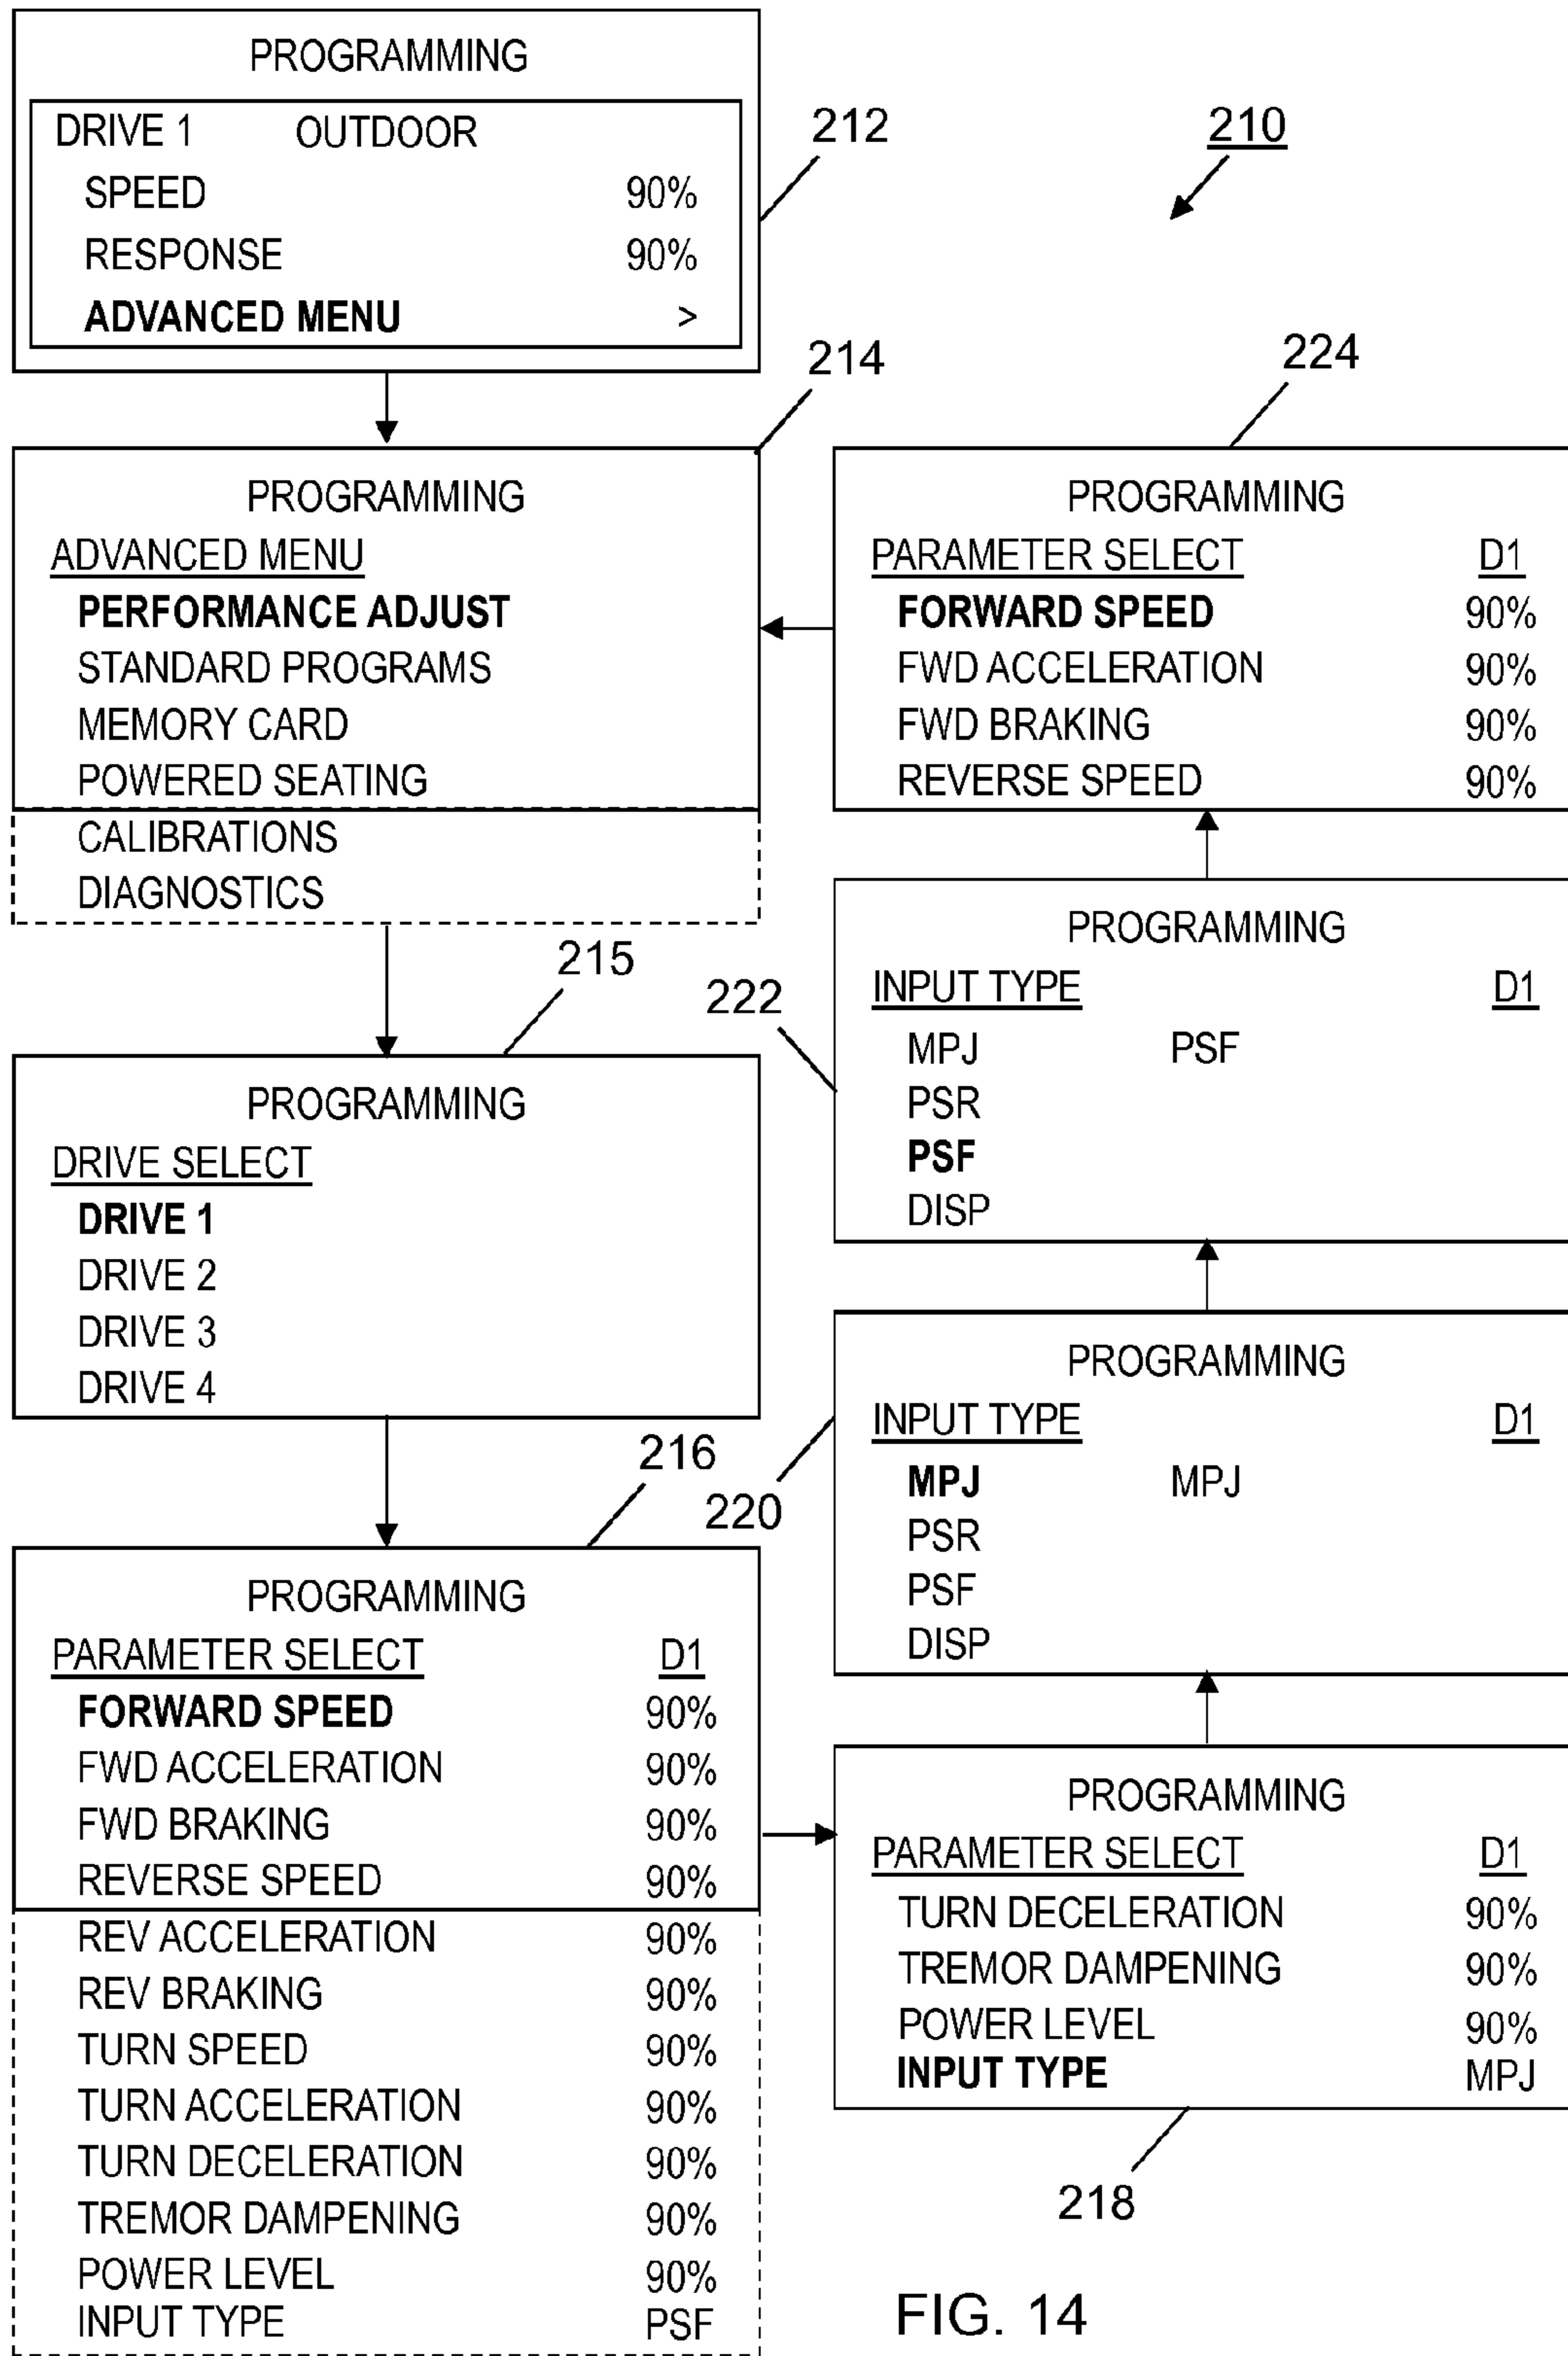 PROGRAMMING
DRIVE 1 OUTDOOR
SPEED 90%
RESPONSE 90%
ADVANCED MENU >
212
210
214
PROGRAMMING
ADVANCED MENU
PERFORMANCE ADJUST
STANDARD PROGRAMS
MEMORY CARD
POWERED SEATING
CALIBRATIONS
DIAGNOSTICS
215
PROGRAMMING
DRIVE SELECT
DRIVE 1
DRIVE 2
DRIVE 3
DRIVE 4
216
PROGRAMMING
PARAMETER SELECT D1
FORWARD SPEED 90%
FWD ACCELERATION 90%
FWD BRAKING 90%
REVERSE SPEED 90%
REV ACCELERATION 90%
REV BRAKING 90%
TURN SPEED 90%
TURN ACCELERATION 90%
TURN DECELERATION 90%
TREMOR DAMPENING 90%
POWER LEVEL 90%
INPUT TYPE PSF
224
PROGRAMMING
PARAMETER SELECT D1
FORWARD SPEED 90%
FWD ACCELERATION 90%
FWD BRAKING 90%
REVERSE SPEED 90%
222
PROGRAMMING
INPUT TYPE D1
MPJ PSF
PSR
PSF
DISP
220
PROGRAMMING
INPUT TYPE D1
MPJ MPJ
PSR
PSF
DISP
PROGRAMMING
PARAMETER SELECT D1
TURN DECELERATION 90%
TREMOR DAMPENING 90%
POWER LEVEL 90%
INPUT TYPE MPJ
218
FIG. 14